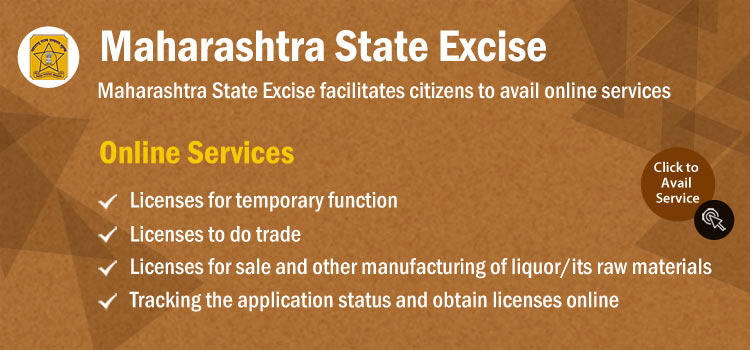 Maharashtra State Excise
Maharashtra State Excise facilitates citizens to avail online services
Online Services
Licenses for temporary function
Licenses to do trade
Licenses for sale and other manufacturing of liquor/its raw materials
Tracking the application status and obtain licenses online
Click to
Avail
Service